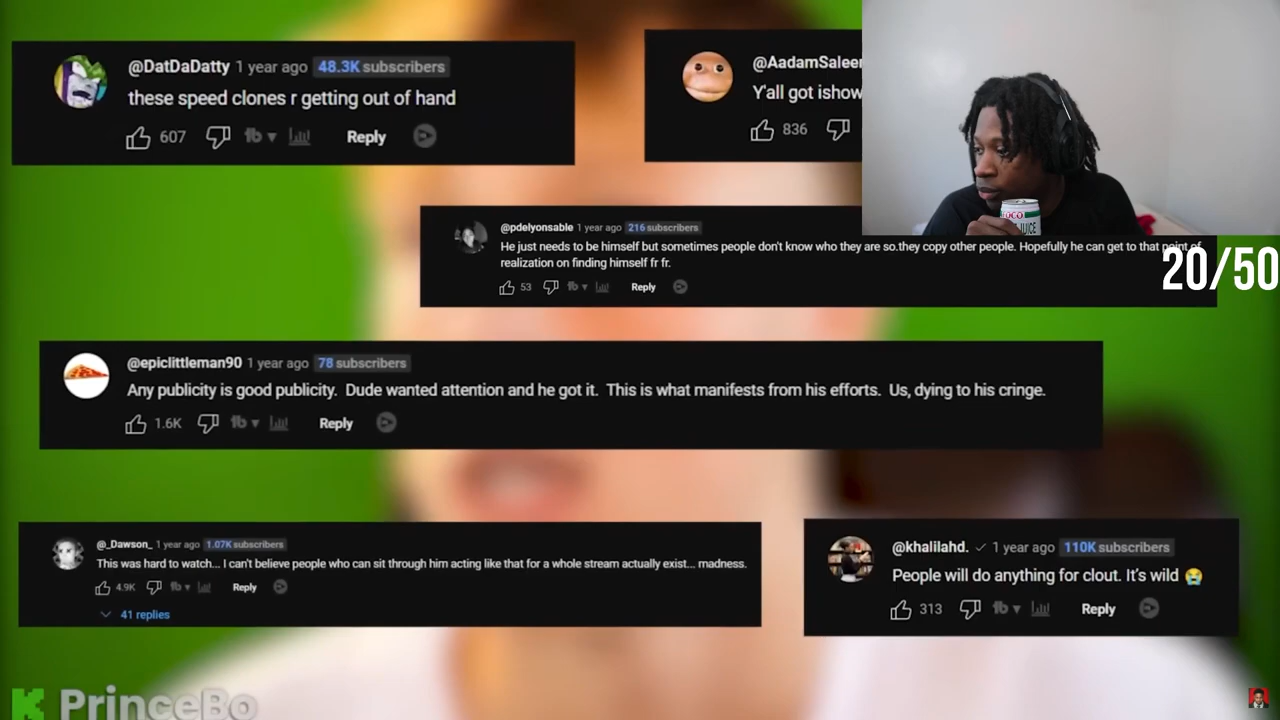 @DatDaDatty 1 year ago 48.3K subscribers
these speed clones r getting out of hand
607 Reply
@AadamSaleem
Y'all got ishow
836
@pdelyonsable 1 year ago 216 subscribers
He just needs to be himself but sometimes people don't know who they are so.they copy other people. Hopefully he can get to that point of
realization on finding himself fr fr.
53 Reply
20/50
@epiclittleman90 1 year ago 78 subscribers
Any publicity is good publicity. Dude wanted attention and he got it. This is what manifests from his efforts. Us, dying to his cringe.
1.6K Reply
@_Dawson_ 1 year ago 1.07K subscribers
This was hard to watch... I can't believe people who can sit through him acting like that for a whole stream actually exist... madness.
4.9K Reply
41 replies
@khalilahd. 1 year ago 110K subscribers
People will do anything for clout. It's wild 😭
313 Reply
K PrinceBo
COCO
JUICE